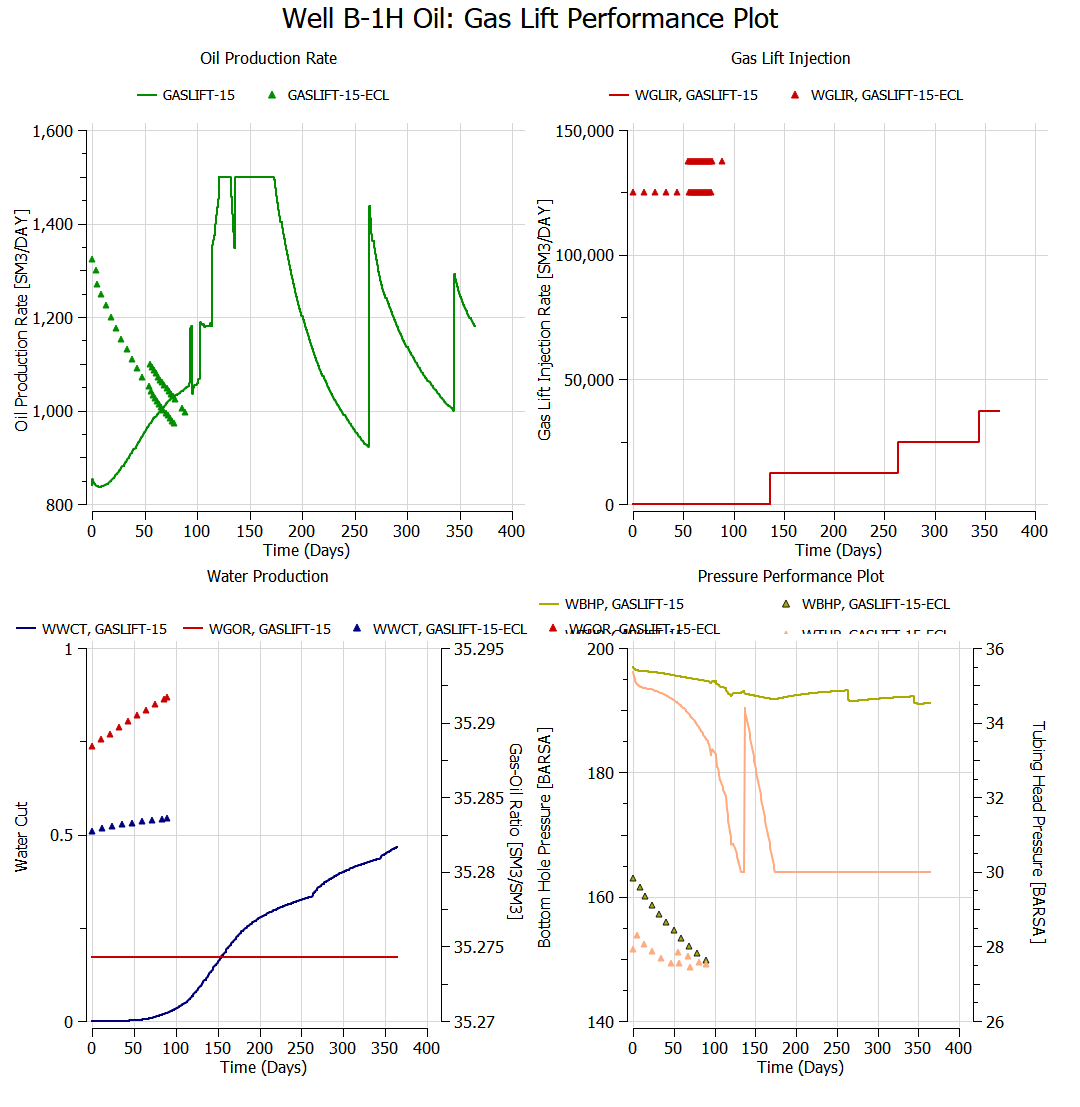 Well B-1H Oil: Gas Lift Performance Plot
Oil Production Rate
GASLIFT-15 GASLIFT-15-ECL
1,600
1,400
1,200
1,000
800
Oil Production Rate [SM3/DAY]
0 50 100 150 200 250 300 350 400
Time (Days)
Gas Lift Injection
WGLIR, GASLIFT-15 WGLIR, GASLIFT-15-ECL
150,000
100,000
50,000
0
Gas Lift Injection Rate [SM3/DAY]
0 50 100 150 200 250 300 350 400
Time (Days)
Water Production
WWCT, GASLIFT-15 WGOR, GASLIFT-15 WWCT, GASLIFT-15-ECL WGOR, GASLIFT-15-ECL
1
0.5
0
Water Cut
35.295
35.29
35.285
35.28
35.275
35.27
Gas-Oil Ratio [SM3/SM3]
0 50 100 150 200 250 300 350 400
Time (Days)
Pressure Performance Plot
WBHP, GASLIFT-15 WBHP, GASLIFT-15-ECL
200
180
160
140
Bottom Hole Pressure [BARSA]
36
34
32
30
28
26
Tubing Head Pressure [BARSA]
0 50 100 150 200 250 300 350 400
Time (Days)